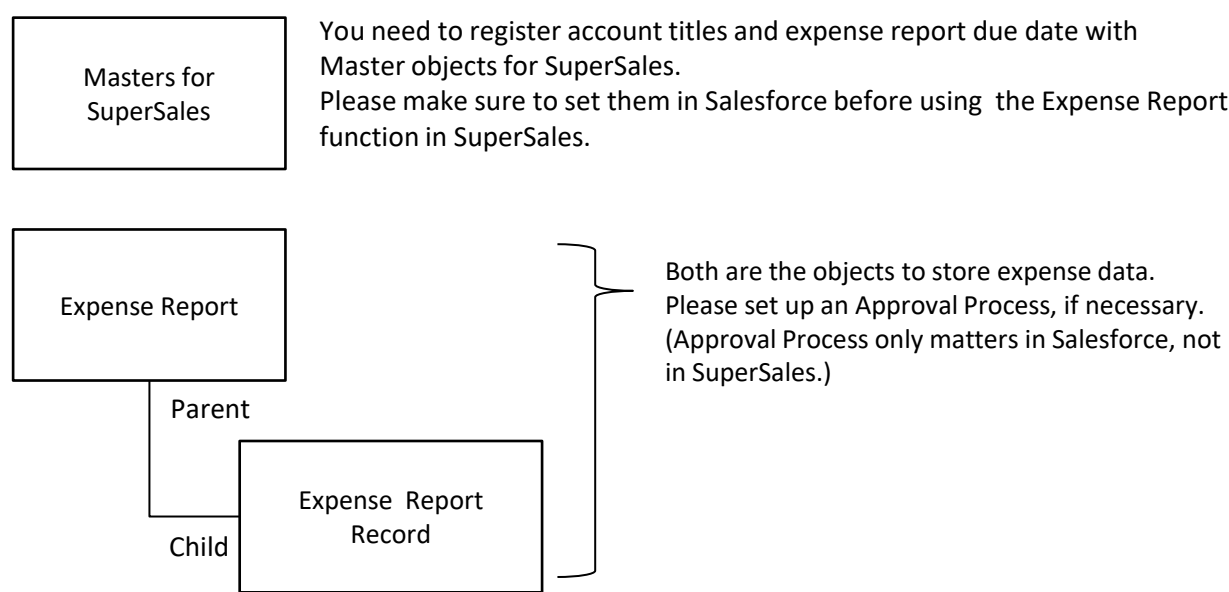 Masters for
SuperSales
You need to register account titles and expense report due date with
Master objects for SuperSales.
Please make sure to set them in Salesforce before using  the Expense Report
function in SuperSales.
Expense Report
Both are the objects to store expense data.
Please set up an Approval Process, if necessary.
(Approval Process only matters in Salesforce, not
in SuperSales.)
Parent
Expense  Report
Record
Child